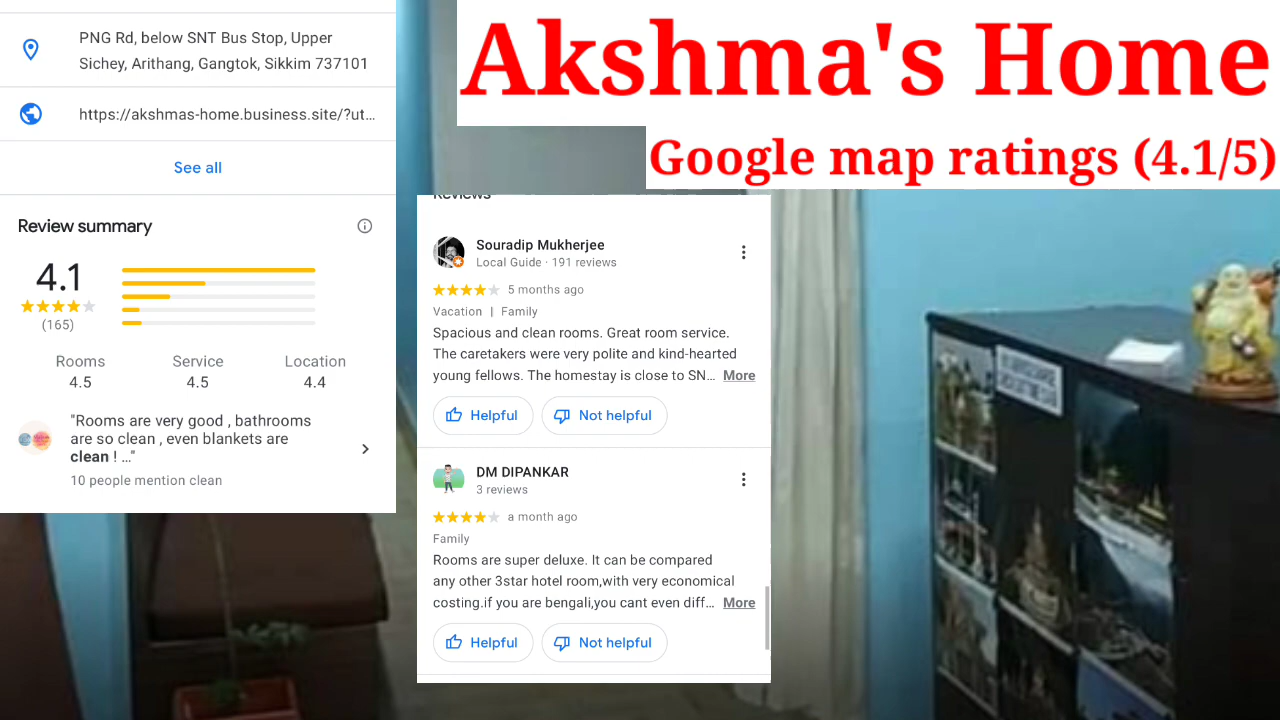 Akshma's Home
Google map ratings (4.1/5)
PNG Rd, below SNT Bus Stop, Upper
Sichey, Arithang, Gangtok, Sikkim 737101
https://akshmas-home.business.site/?ut...
See all
Review summary
4.1
(165)
Rooms
4.5
Service
4.5
Location
4.4
"Rooms are very good , bathrooms
are so clean , even blankets are
clean ! ..."
10 people mention clean
Reviews
Souradip Mukherjee
Local Guide · 191 reviews
5 months ago
Vacation | Family
Spacious and clean rooms. Great room service.
The caretakers were very polite and kind-hearted
young fellows. The homestay is close to SN... More
Helpful
Not helpful
DM DIPANKAR
3 reviews
a month ago
Family
Rooms are super deluxe. It can be compared
any other 3star hotel room,with very economical
costing.if you are bengali,you cant even diff... More
Helpful
Not helpful